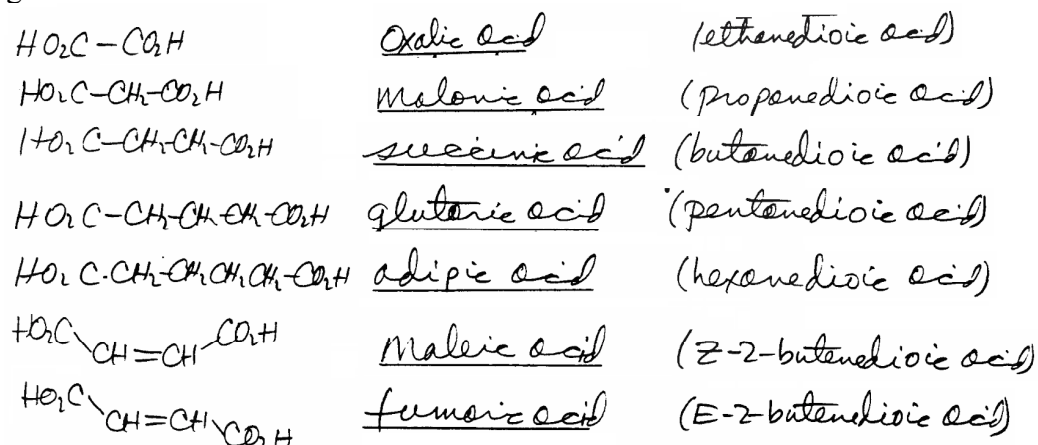 HO₂C–CO₂H Oxalic acid (ethanedioic acid)
HO₂C–CH₂–CO₂H malonic acid (propanedioic acid)
HO₂C–CH₂–CH₂–CO₂H succinic acid (butanedioic acid)
HO₂C–CH₂–CH₂–CH₂–CO₂H glutaric acid (pentanedioic acid)
HO₂C·CH₂–CH₂CH₂CH₂–CO₂H adipic acid (hexanedioic acid)
HO₂C CH=CH CO₂H Maleic acid (Z-2-butenedioic acid)
HO₂C CH=CH CO₂H fumaric acid (E-2-butenedioic acid)